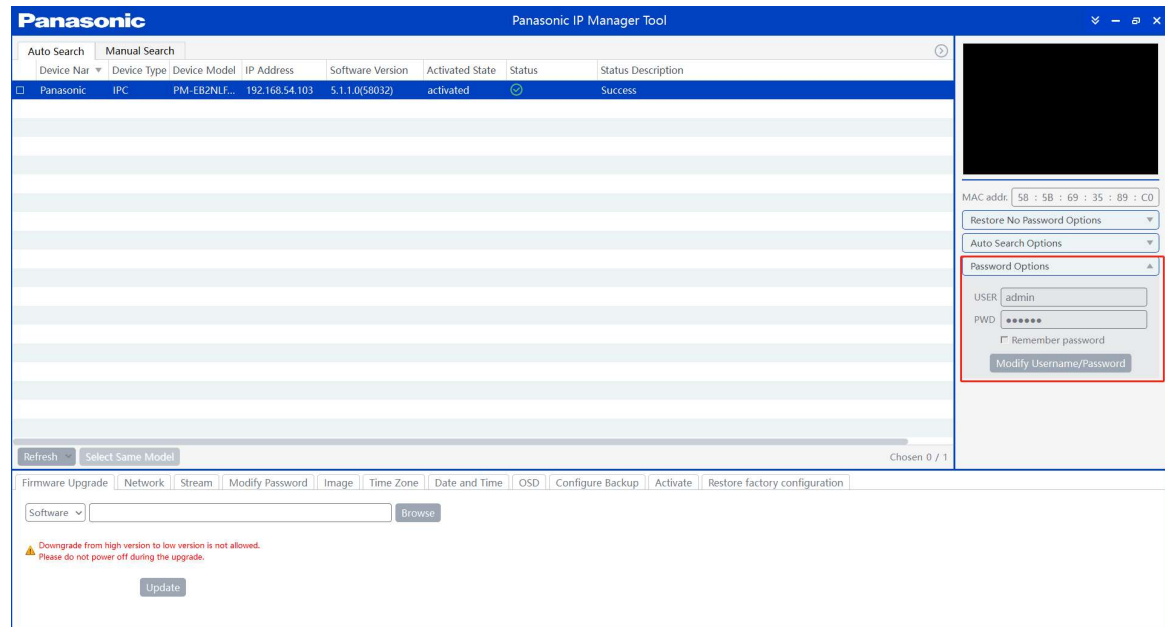 Panasonic
Panasonic IP Manager Tool
Auto Search Manual Search
Device Nar Device Type Device Model IP Address Software Version Activated State Status Status Description
Panasonic IPC PM-EB2NLF... 192.168.54.103 5.1.1.0(58032) activated Success
MAC addr. 58 : 5B : 69 : 35 : 89 : C0
Restore No Password Options
Auto Search Options
Password Options
USER admin
PWD ●●●●●●
Remember password
Modify Username/Password
Refresh Select Same Model Chosen 0 / 1
Firmware Upgrade Network Stream Modify Password Image Time Zone Date and Time OSD Configure Backup Activate Restore factory configuration
Software Browse
Downgrade from high version to low version is not allowed.
Please do not power off during the upgrade.
Update